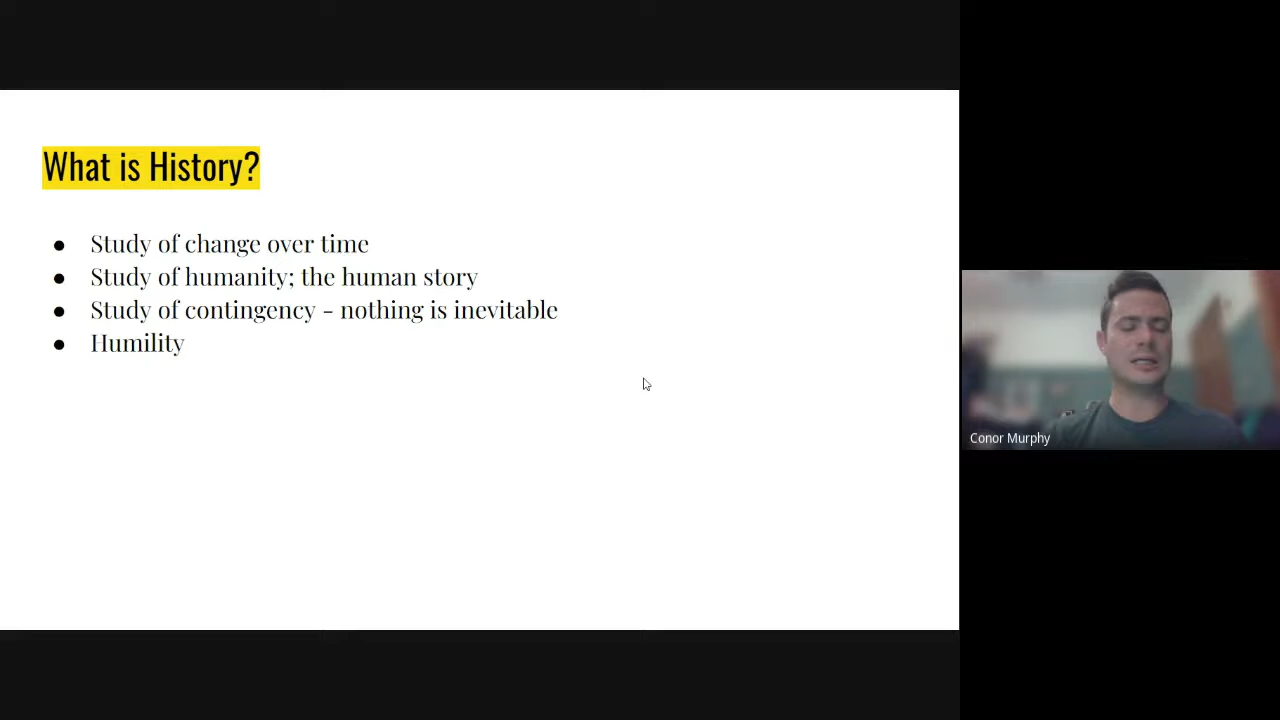 What is History?
● Study of change over time
● Study of humanity; the human story
● Study of contingency - nothing is inevitable
● Humility
Conor Murphy